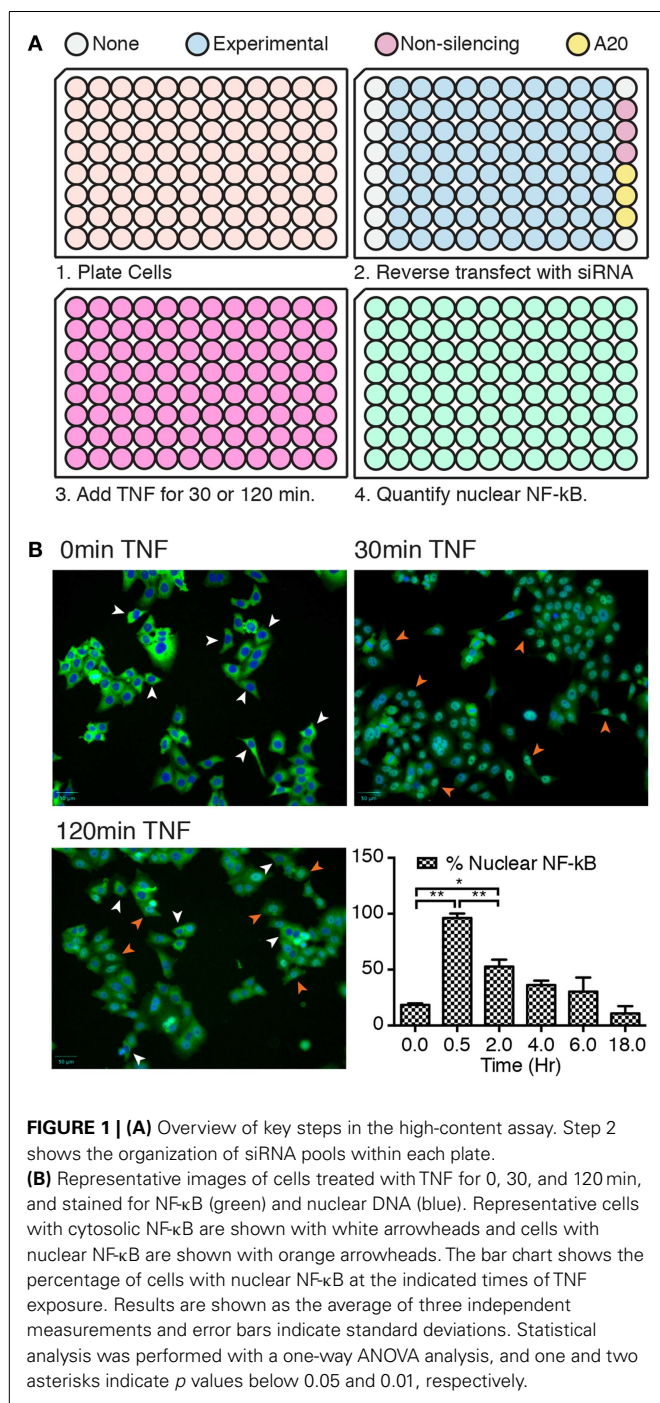 A None Experimental Non-silencing A20
1. Plate Cells
2. Reverse transfect with siRNA
3. Add TNF for 30 or 120 min.
4. Quantify nuclear NF-kB.
B 0min TNF
30min TNF
50 µm
50 µm
120min TNF
50 µm
% Nuclear NF-kB
150
100
50
0
*
** **
0.0 0.5 2.0 4.0 6.0 18.0
Time (Hr)
FIGURE 1 | (A) Overview of key steps in the high-content assay. Step 2
shows the organization of siRNA pools within each plate.
(B) Representative images of cells treated with TNF for 0, 30, and 120 min,
and stained for NF-κB (green) and nuclear DNA (blue). Representative cells
with cytosolic NF-κB are shown with white arrowheads and cells with
nuclear NF-κB are shown with orange arrowheads. The bar chart shows the
percentage of cells with nuclear NF-κB at the indicated times of TNF
exposure. Results are shown as the average of three independent
measurements and error bars indicate standard deviations. Statistical
analysis was performed with a one-way ANOVA analysis, and one and two
asterisks indicate p values below 0.05 and 0.01, respectively.